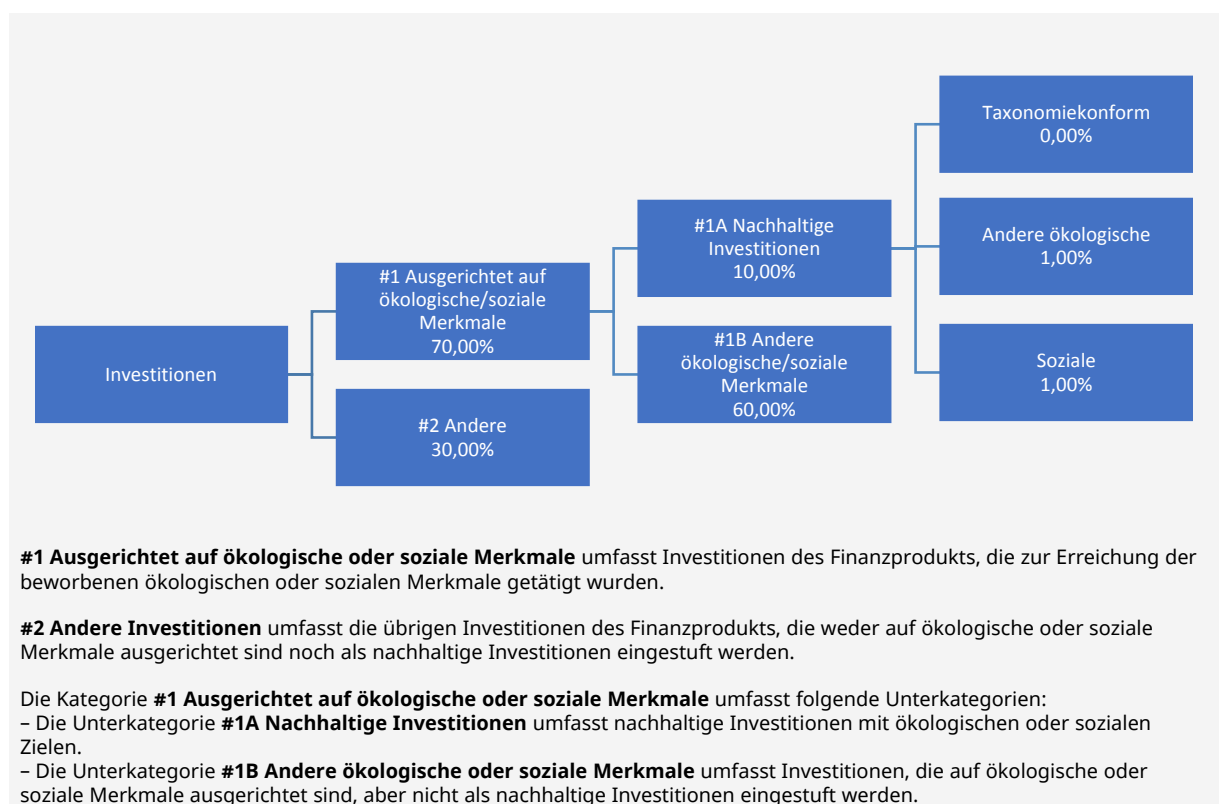 Investitionen
#1 Ausgerichtet auf
ökologische/soziale
Merkmale
70,00%
#2 Andere
30,00%
#1A Nachhaltige
Investitionen
10,00%
#1B Andere
ökologische/soziale
Merkmale
60,00%
Taxonomiekonform
0,00%
Andere ökologische
1,00%
Soziale
1,00%
#1 Ausgerichtet auf ökologische oder soziale Merkmale umfasst Investitionen des Finanzprodukts, die zur Erreichung der
beworbenen ökologischen oder sozialen Merkmale getätigt wurden.
#2 Andere Investitionen umfasst die übrigen Investitionen des Finanzprodukts, die weder auf ökologische oder soziale
Merkmale ausgerichtet sind noch als nachhaltige Investitionen eingestuft werden.
Die Kategorie #1 Ausgerichtet auf ökologische oder soziale Merkmale umfasst folgende Unterkategorien:
– Die Unterkategorie #1A Nachhaltige Investitionen umfasst nachhaltige Investitionen mit ökologischen oder sozialen
Zielen.
– Die Unterkategorie #1B Andere ökologische oder soziale Merkmale umfasst Investitionen, die auf ökologische oder
soziale Merkmale ausgerichtet sind, aber nicht als nachhaltige Investitionen eingestuft werden.